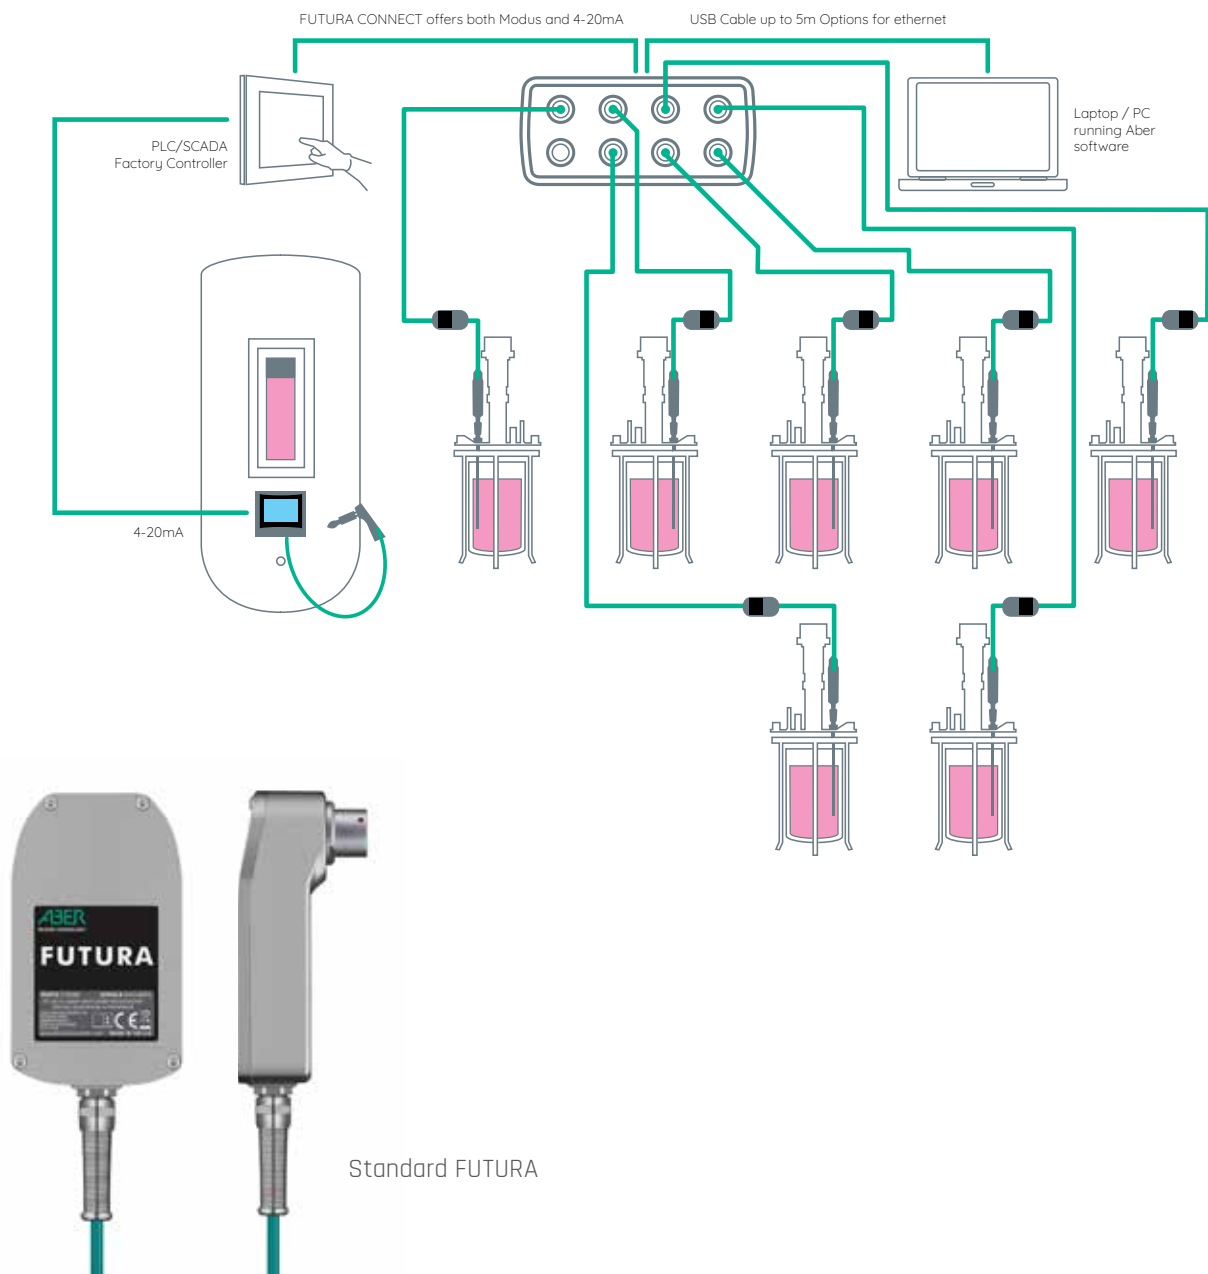 FUTURA CONNECT offers both Modus and 4-20mA
USB Cable up to 5m Options for ethernet
PLC/SCADA
Factory Controller
Laptop / PC
running Aber
software
4-20mA
ABER
FUTURA
CE
Standard FUTURA